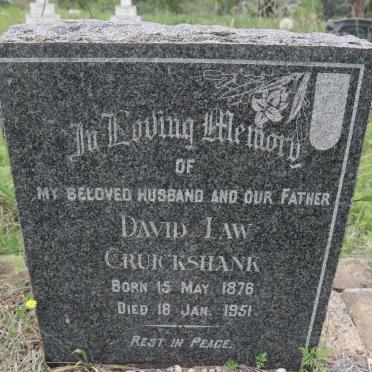 In Loving Memory
OF
MY BELOVED HUSBAND AND OUR FATHER
DAVID LAW
CRUICKSHANK
BORN 15 MAY. 1876
DIED 18 JAN. 1951.
REST IN PEACE.